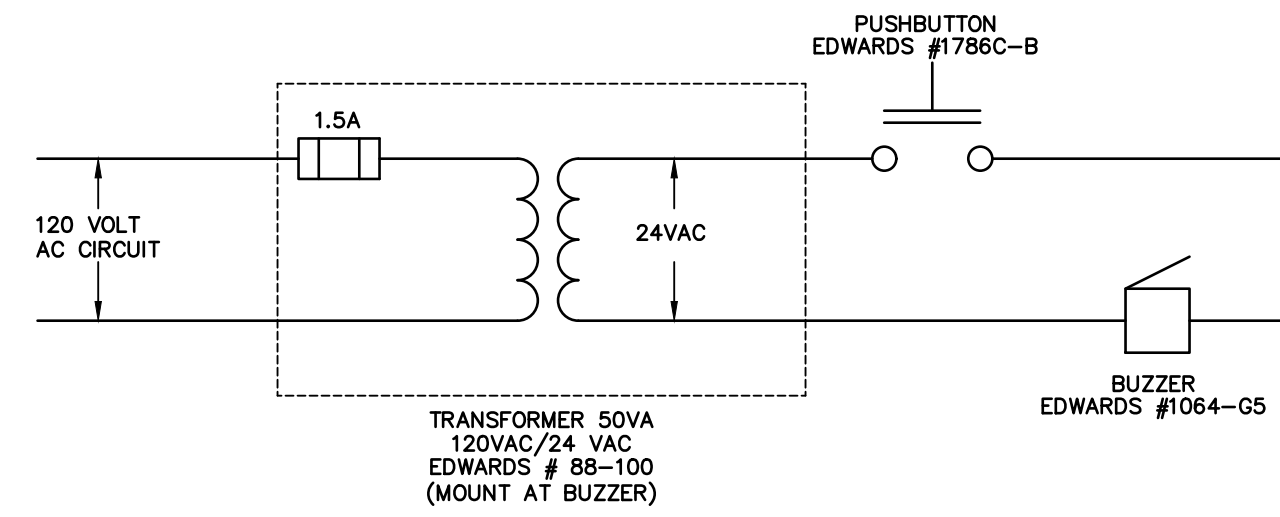 PUSHBUTTON
EDWARDS #1786C-B
1.5A
120 VOLT
AC CIRCUIT
24VAC
BUZZER
EDWARDS #1064-G5
TRANSFORMER 50VA
120VAC/24 VAC
EDWARDS # 88-100
(MOUNT AT BUZZER)